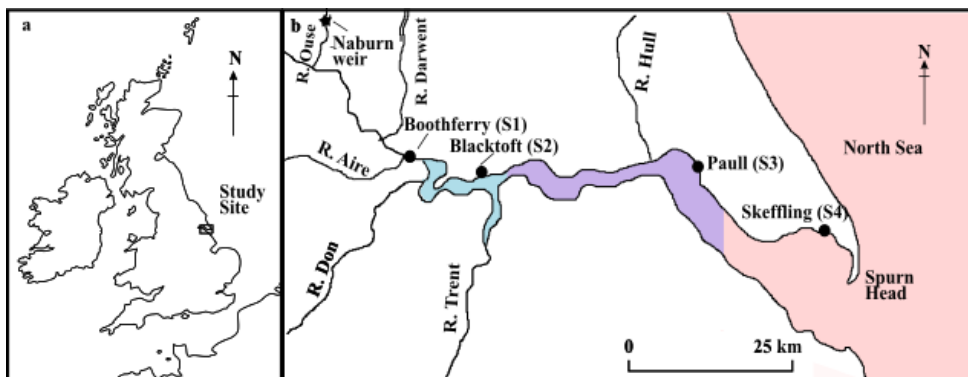 a
N
Study
Site
b
R. Ouse
Naburn
weir
R. Darwent
Boothferry (S1)
Blacktoft (S2)
R. Aire
R. Don
R. Trent
R. Hull
N
North Sea
Paull (S3)
Skeffling (S4)
Spurn
Head
0
25 km